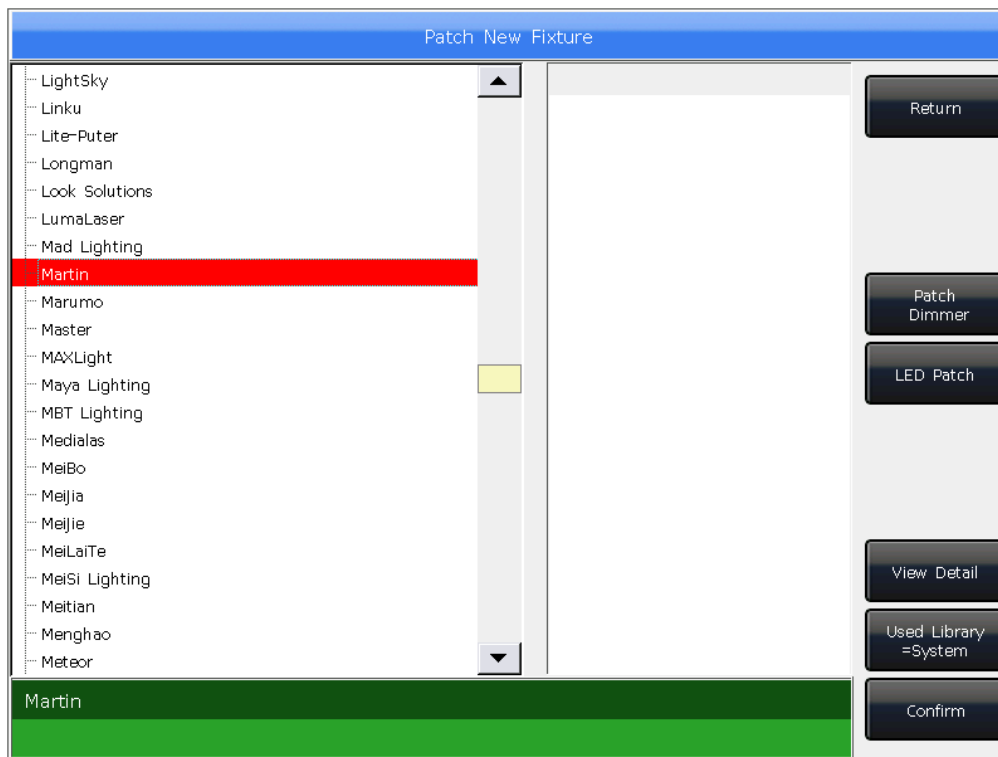 Patch New Fixture
LightSky
Linku
Lite-Puter
Longman
Look Solutions
LumaLaser
Mad Lighting
Martin
Marumo
Master
MAXLight
Maya Lighting
MBT Lighting
Medialas
MeiBo
MeiJia
MeiJie
MeiLaiTe
MeiSi Lighting
Meitian
Menghao
Meteor
Martin
Return
Patch
Dimmer
LED Patch
View Detail
Used Library
=System
Confirm